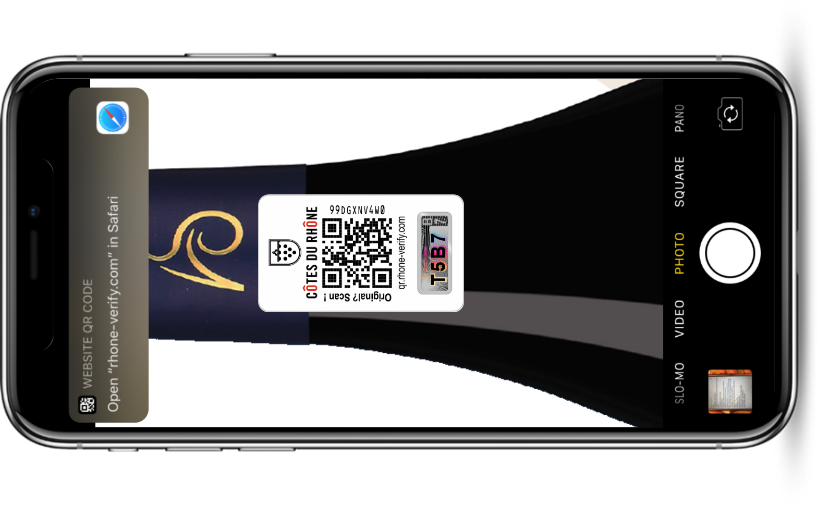 WEBSITE QR CODE
Open "rhone-verify.com" in Safari
CÔTES DU RHÔNE
99DGXNV4W0
Original? Scan !
qr.rhone-verify.com
T5B7
SLO-MO
VIDEO
PHOTO
SQUARE
PANO